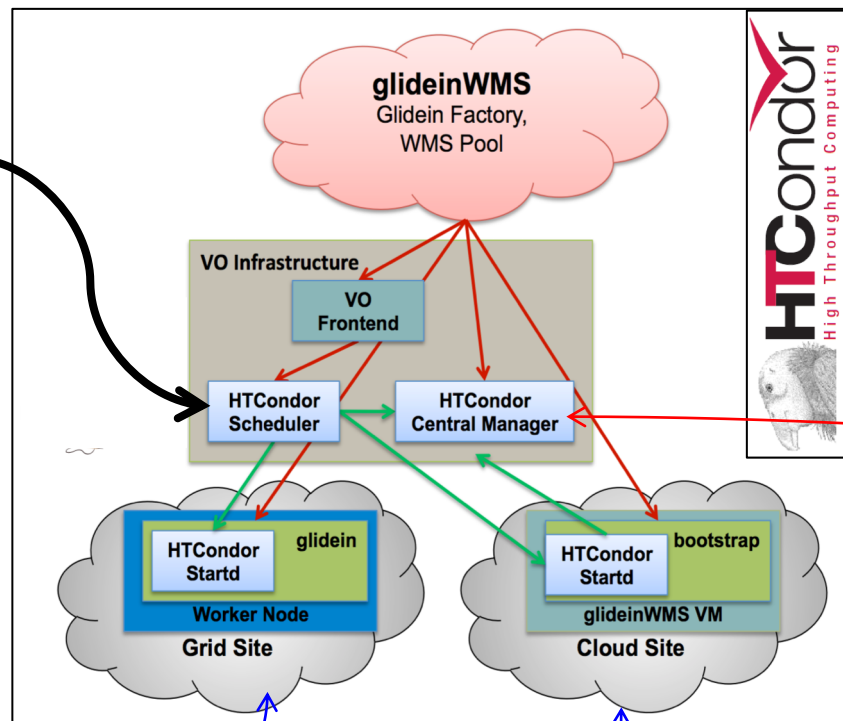 glideinWMS
Glidein Factory,
WMS Pool
HTCondor
High Throughput Computing
VO Infrastructure
VO
Frontend
HTCondor
Scheduler
HTCondor
Central Manager
HTCondor
Startd
glidein
Worker Node
Grid Site
HTCondor
Startd
bootstrap
glideinWMS VM
Cloud Site